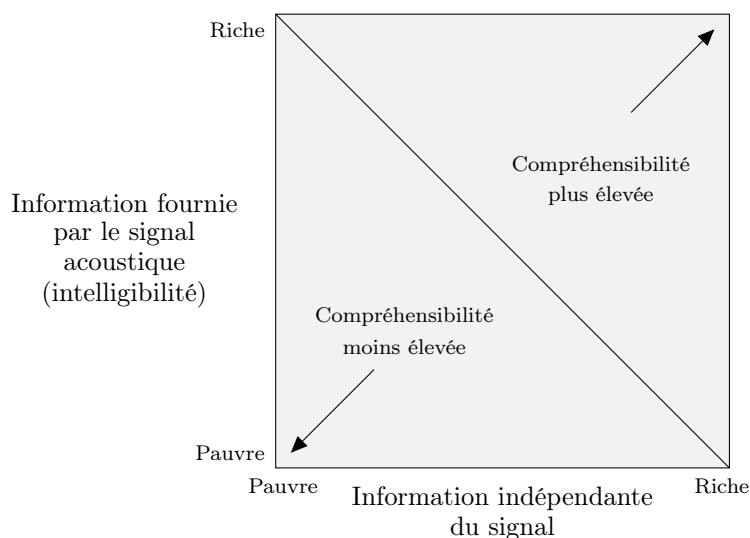 Riche
Compréhensibilité
plus élevée
Information fournie
par le signal
acoustique
(intelligibilité)
Compréhensibilité
moins élevée
Pauvre
Pauvre
Riche
Information indépendante
du signal